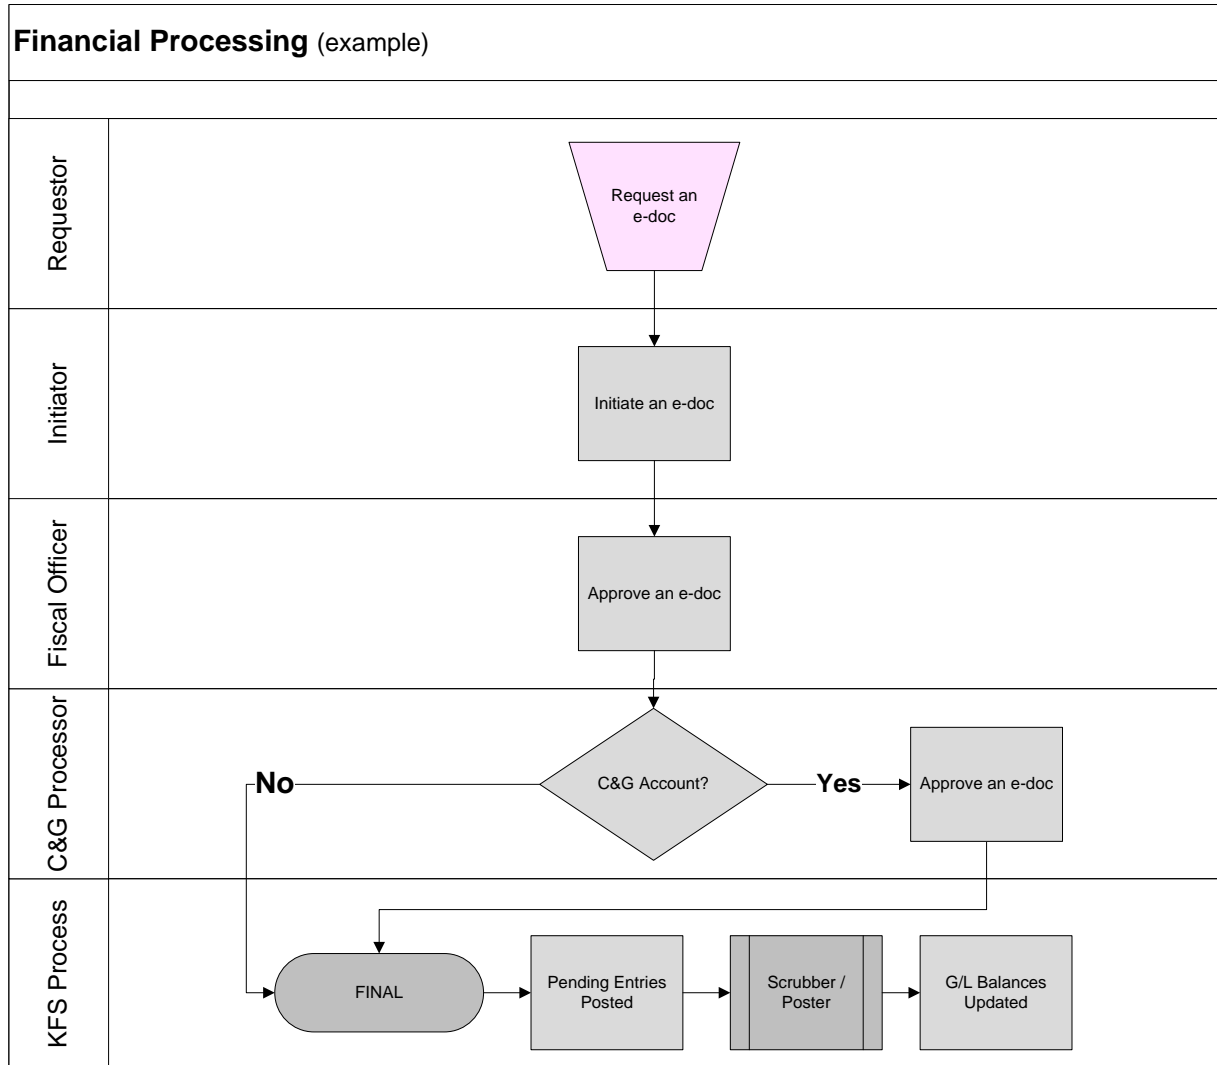 Financial Processing (example)
Requestor
Request an
e-doc
Initiator
Initiate an e-doc
Fiscal Officer
Approve an e-doc
C&G Processor
No
C&G Account?
Yes
Approve an e-doc
KFS Process
FINAL
Pending Entries
Posted
Scrubber /
Poster
G/L Balances
Updated